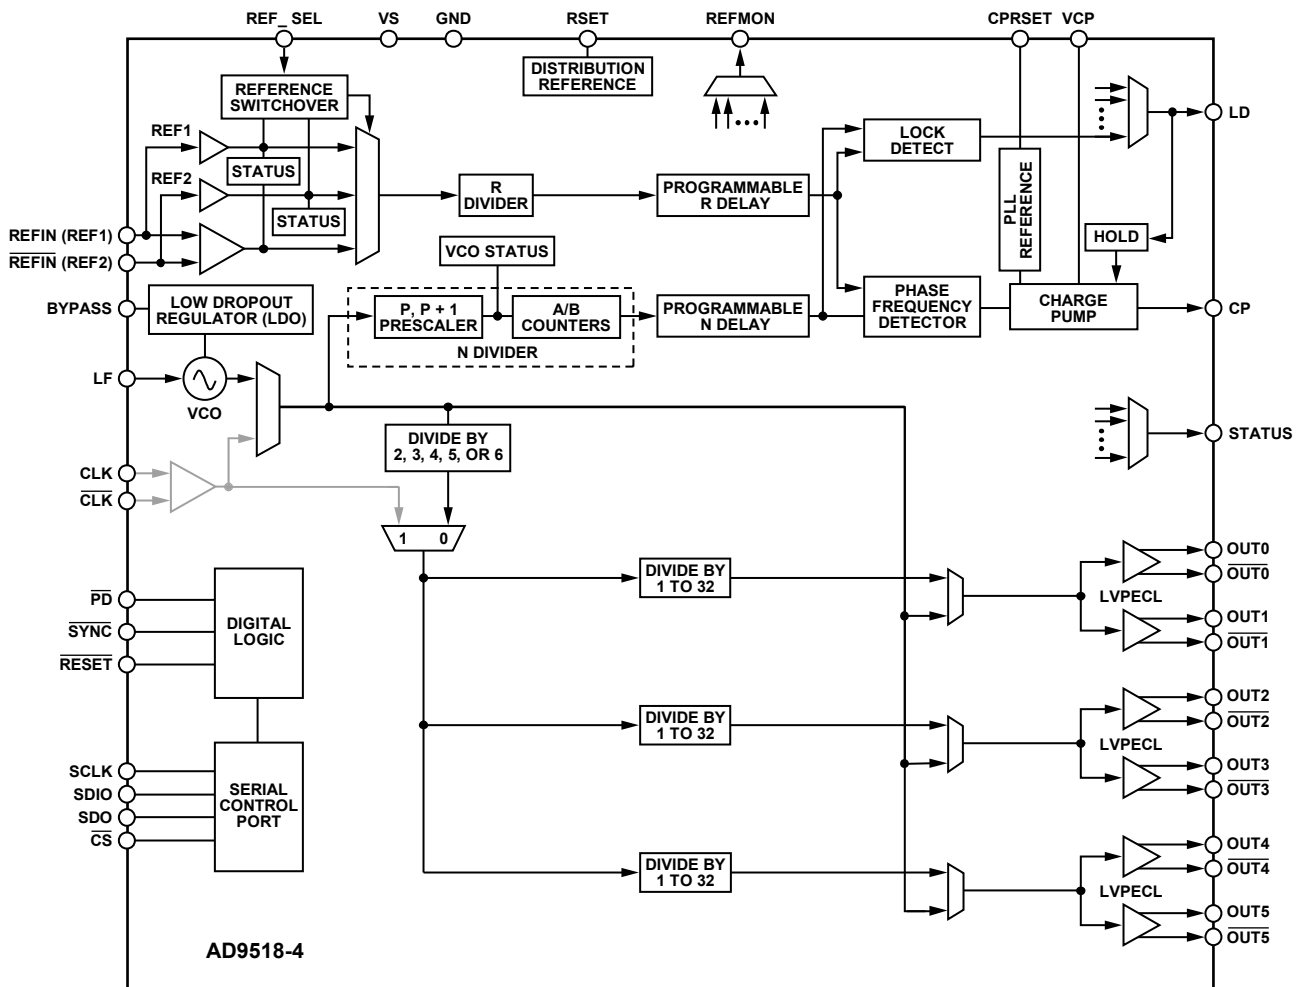 REF_ SEL
VS
GND
RSET
REFMON
CPRSET
VCP
DISTRIBUTION
REFERENCE
REFERENCE
SWITCHOVER
REF1
STATUS
REF2
STATUS
REFIN (REF1)
REFIN (REF2)
BYPASS
LOW DROPOUT
REGULATOR (LDO)
LF
VCO
R
DIVIDER
VCO STATUS
P, P + 1
PRESCALER
A/B
COUNTERS
N DIVIDER
PROGRAMMABLE
R DELAY
PROGRAMMABLE
N DELAY
LOCK
DETECT
PHASE
FREQUENCY
DETECTOR
PLL
REFERENCE
HOLD
CHARGE
PUMP
LD
CP
STATUS
CLK
CLK
DIVIDE BY
2, 3, 4, 5, OR 6
1 0
PD
SYNC
RESET
DIGITAL
LOGIC
SCLK
SDIO
SDO
CS
SERIAL
CONTROL
PORT
DIVIDE BY
1 TO 32
LVPECL
OUT0
OUT0
OUT1
OUT1
DIVIDE BY
1 TO 32
LVPECL
OUT2
OUT2
OUT3
OUT3
DIVIDE BY
1 TO 32
LVPECL
OUT4
OUT4
OUT5
OUT5
AD9518-4